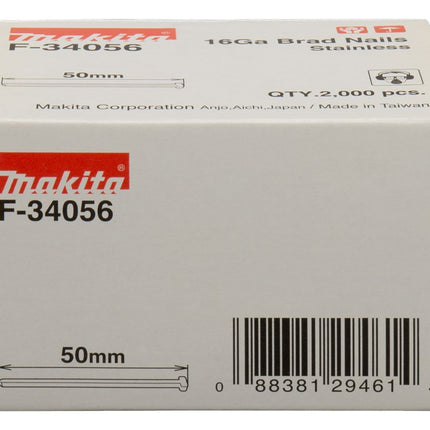 makita
F-34056
16Ga Brad Nails
Stainless
50mm
QTY.2,000 pcs.
Makita Corporation Anjo,Aichi,Japan / Made in Taiwan
makita
F-34056
50mm
0 88381 29461